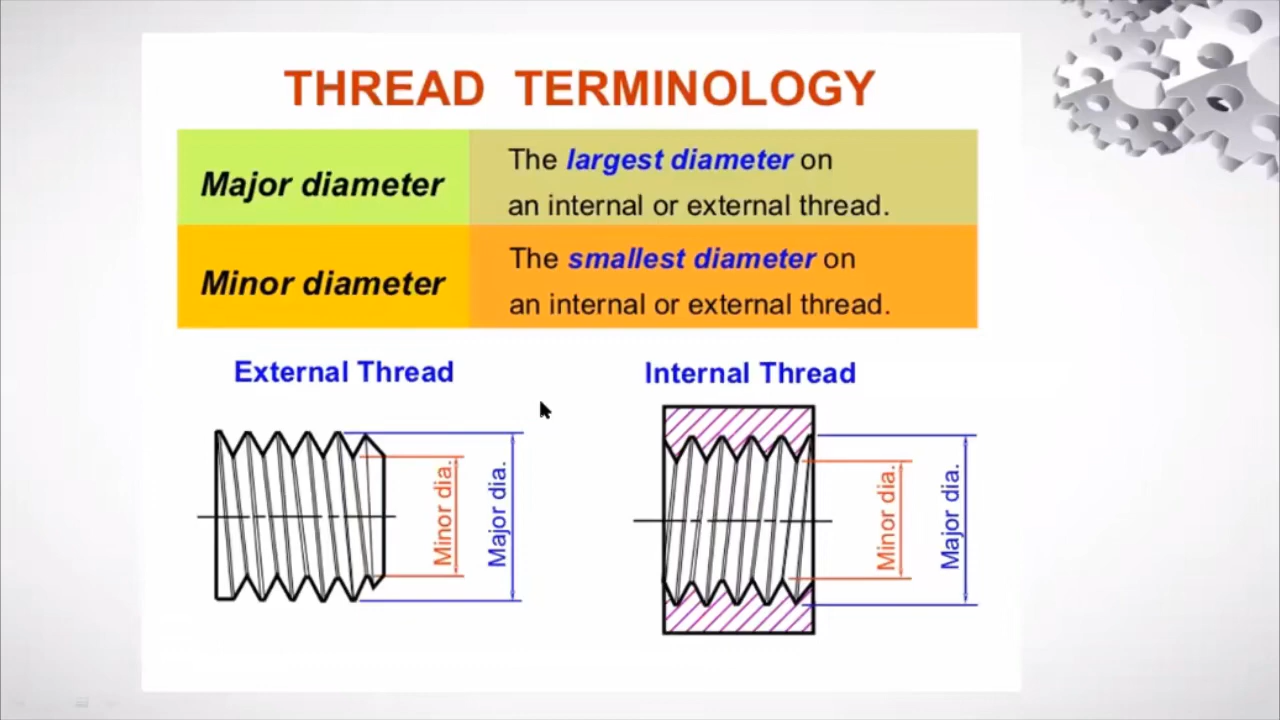 THREAD TERMINOLOGY
Major diameter
The largest diameter on
an internal or external thread.
Minor diameter
The smallest diameter on
an internal or external thread.
External Thread
Internal Thread
Minor dia.
Major dia.
Minor dia.
Major dia.